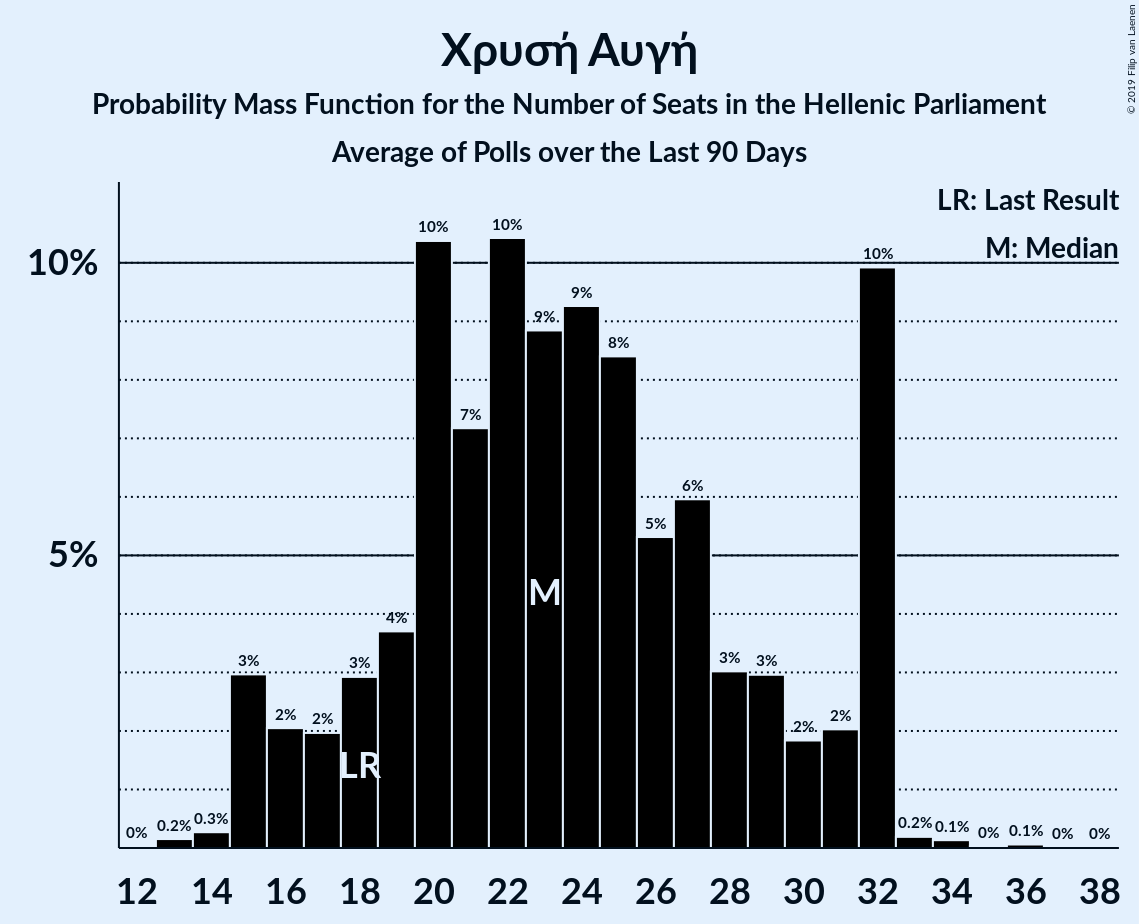 Χρυσή Αυγή
Probability Mass Function for the Number of Seats in the Hellenic Parliament
Average of Polls over the Last 90 Days
© 2019 Filip van Laenen
LR: Last Result
M: Median
10%
5%
0% 0.2% 0.3% 3% 2% 2% 3% 4% 10% 7% 10% 9% 9% 8% 5% 6% 3% 3% 2% 2% 10% 0.2% 0.1% 0% 0.1% 0% 0%
M
LR
12 14 16 18 20 22 24 26 28 30 32 34 36 38